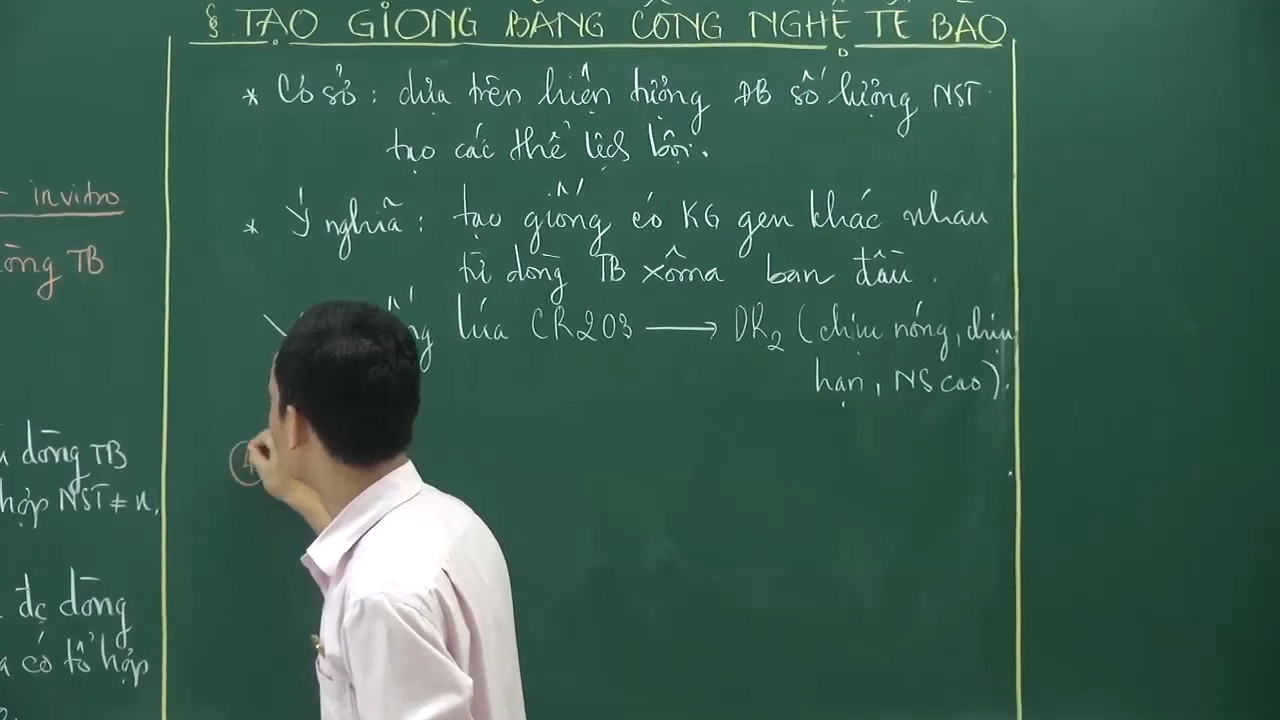 § TẠO GIỐNG BẰNG CÔNG NGHỆ TẾ BÀO
* Cơ sở : dựa trên hiện tượng ĐB số lượng NST
tạo các thể lệch bội.
* Ý nghĩa : tạo giống có KG gen khác nhau
từ dòng TB xôma ban đầu.
lúa CR203 → DR2 (chịu nóng, chịu
hạn, NS cao).
invitro
dòng TB
dòng TB
hợp NST ≠ n.
đc dòng
có tổ hợp